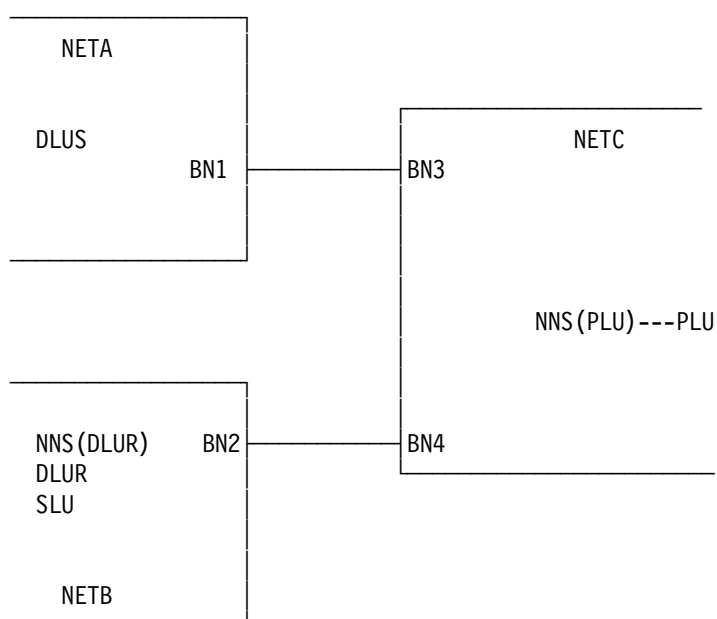 NETA
DLUS
NETC
BN1
BN3
NNS(PLU)---PLU
NNS(DLUR)
BN2
BN4
DLUR
SLU
NETB